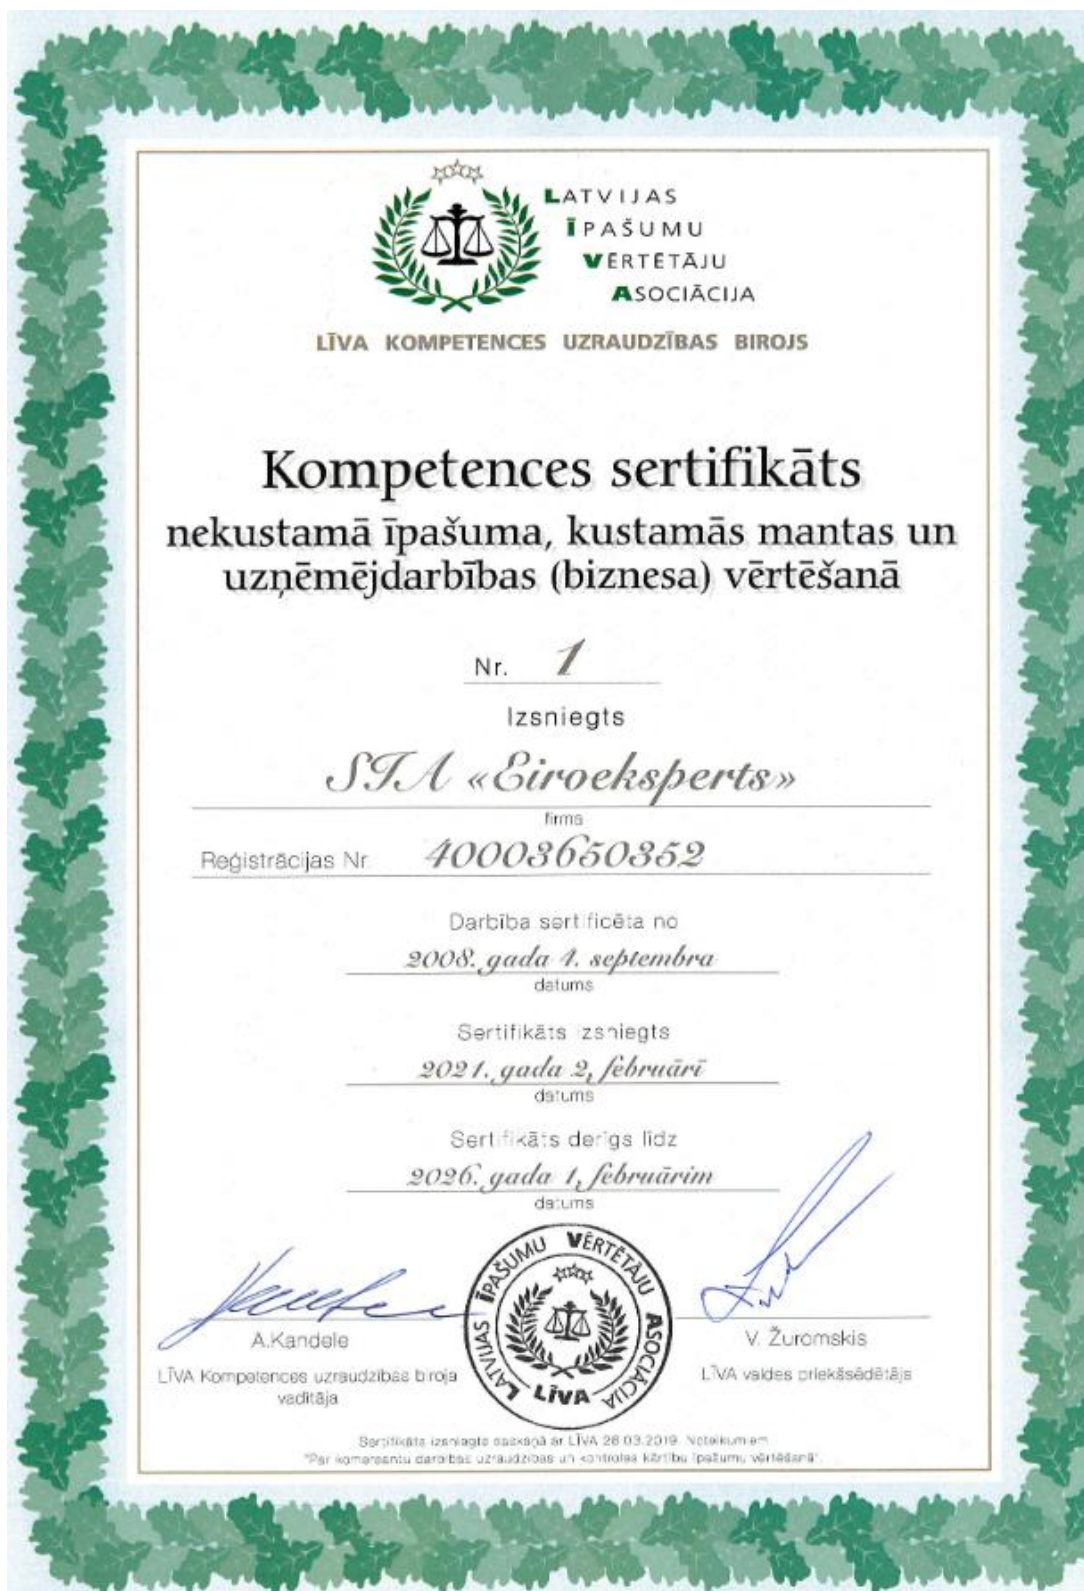 LATVIJAS
ĪPAŠUMU
VĒRTĒTĀJU
ASOCIĀCIJA
LĪVA KOMPETENCES UZRAUDZĪBAS BIROJS
Kompetences sertifikāts
nekustamā īpašuma, kustamās mantas un
uzņēmējdarbības (biznesa) vērtēšanā
Nr. 1
Izsniegts
SIA «Eiroeksperts»
firma
Reģistrācijas Nr. 40003650352
Darbība sertificēta no
2008. gada 1. septembra
datums
Sertifikāts izsniegts
2021. gada 2. februārī
datums
Sertifikāts derīgs līdz
2026. gada 1. februārim
datums
A.Kandele
LĪVA Kompetences uzraudzības biroja
vadītāja
LATVIJAS ĪPAŠUMU VĒRTĒTĀJU ASOCIĀCIJA
LĪVA
V. Žuromskis
LĪVA valdes priekšsēdētājs
Sertifikāts izsniegts saskaņā ar LĪVA 26.03.2019. Noteikumiem
"Par komersantu darbības uzraudzības un kontroles kārtību īpašumu vērtēšanā".